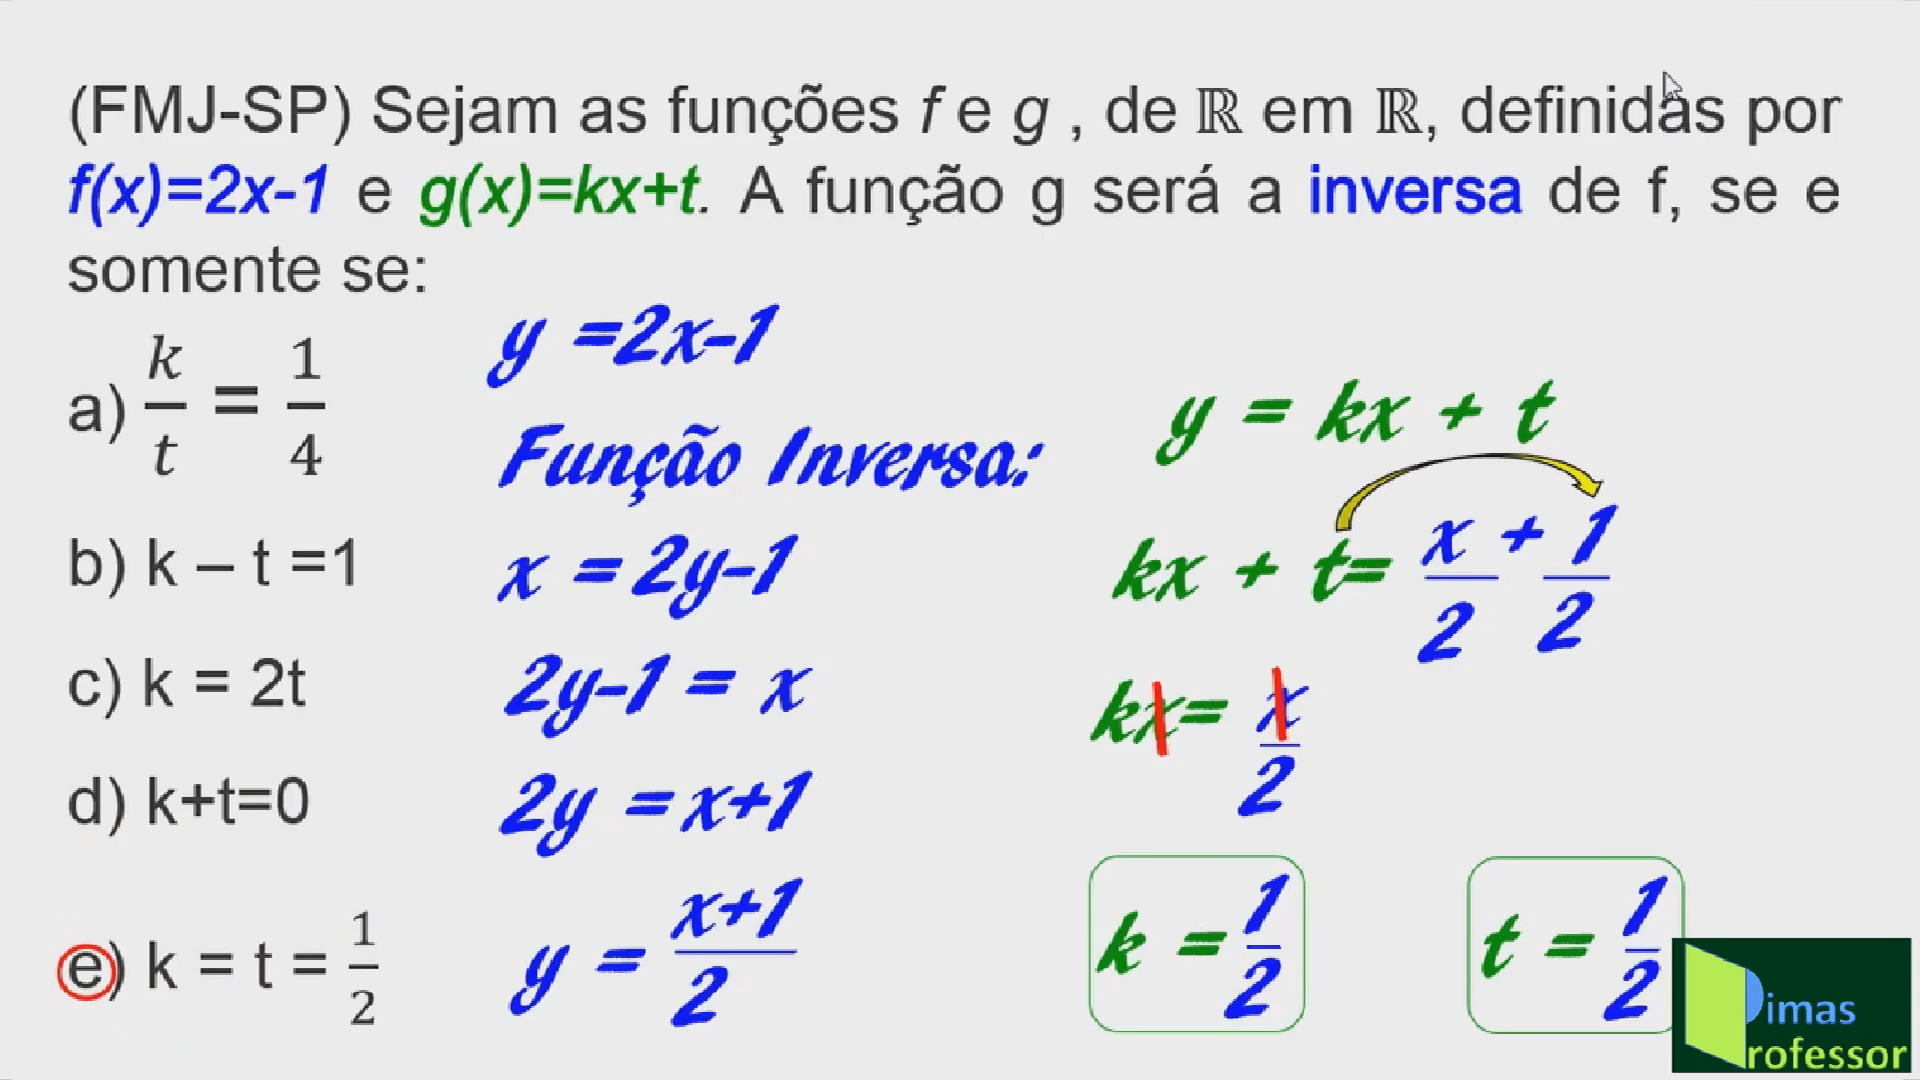 (FMJ-SP) Sejam as funções f e g , de ℝ em ℝ, definidas por
f(x)=2x-1 e g(x)=kx+t. A função g será a inversa de f, se e
somente se:
a) k/t = 1/4
b) k – t =1
c) k = 2t
d) k+t=0
e) k = t = 1/2
y =2x-1
Função Inversa:
x = 2y-1
2y-1 = x
2y = x+1
y = x+1/2
y = kx + t
kx + t= x/2 + 1/2
kx= x/2
k = 1/2
t = 1/2
Dimas
Professor